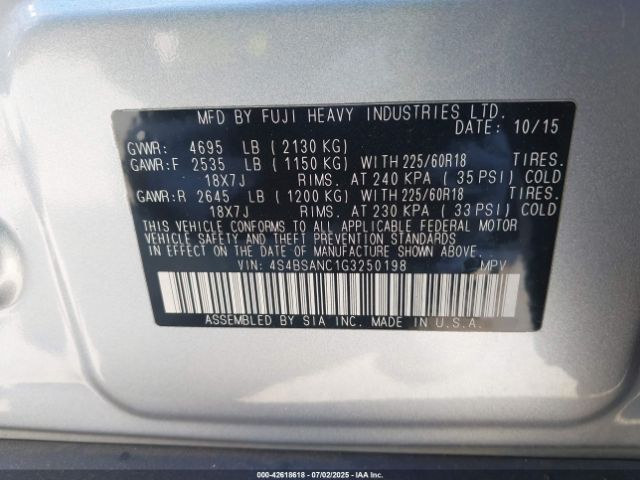 MFD BY FUJI HEAVY INDUSTRIES LTD.
DATE: 10/15
GVWR: 4695 LB (2130 KG)
GAWR:F 2535 LB (1150 KG) WITH 225/60R18 TIRES.
18X7J RIMS. AT 240 KPA (35 PSI) COLD
GAWR:R 2645 LB (1200 KG) WITH 225/60R18 TIRES.
18X7J RIMS. AT 230 KPA (33 PSI) COLD
THIS VEHICLE CONFORMS TO ALL APPLICABLE FEDERAL MOTOR
VEHICLE SAFETY AND THEFT PREVENTION STANDARDS IN
EFFECT ON THE DATE OF MANUFACTURE SHOWN ABOVE.
VIN: 4S4BSANC1G3250198 MPV
ASSEMBLED BY SIA INC. MADE IN U.S.A.
000-42618618 - 07/02/2025 - COPYRIGHT IAA, LLC.